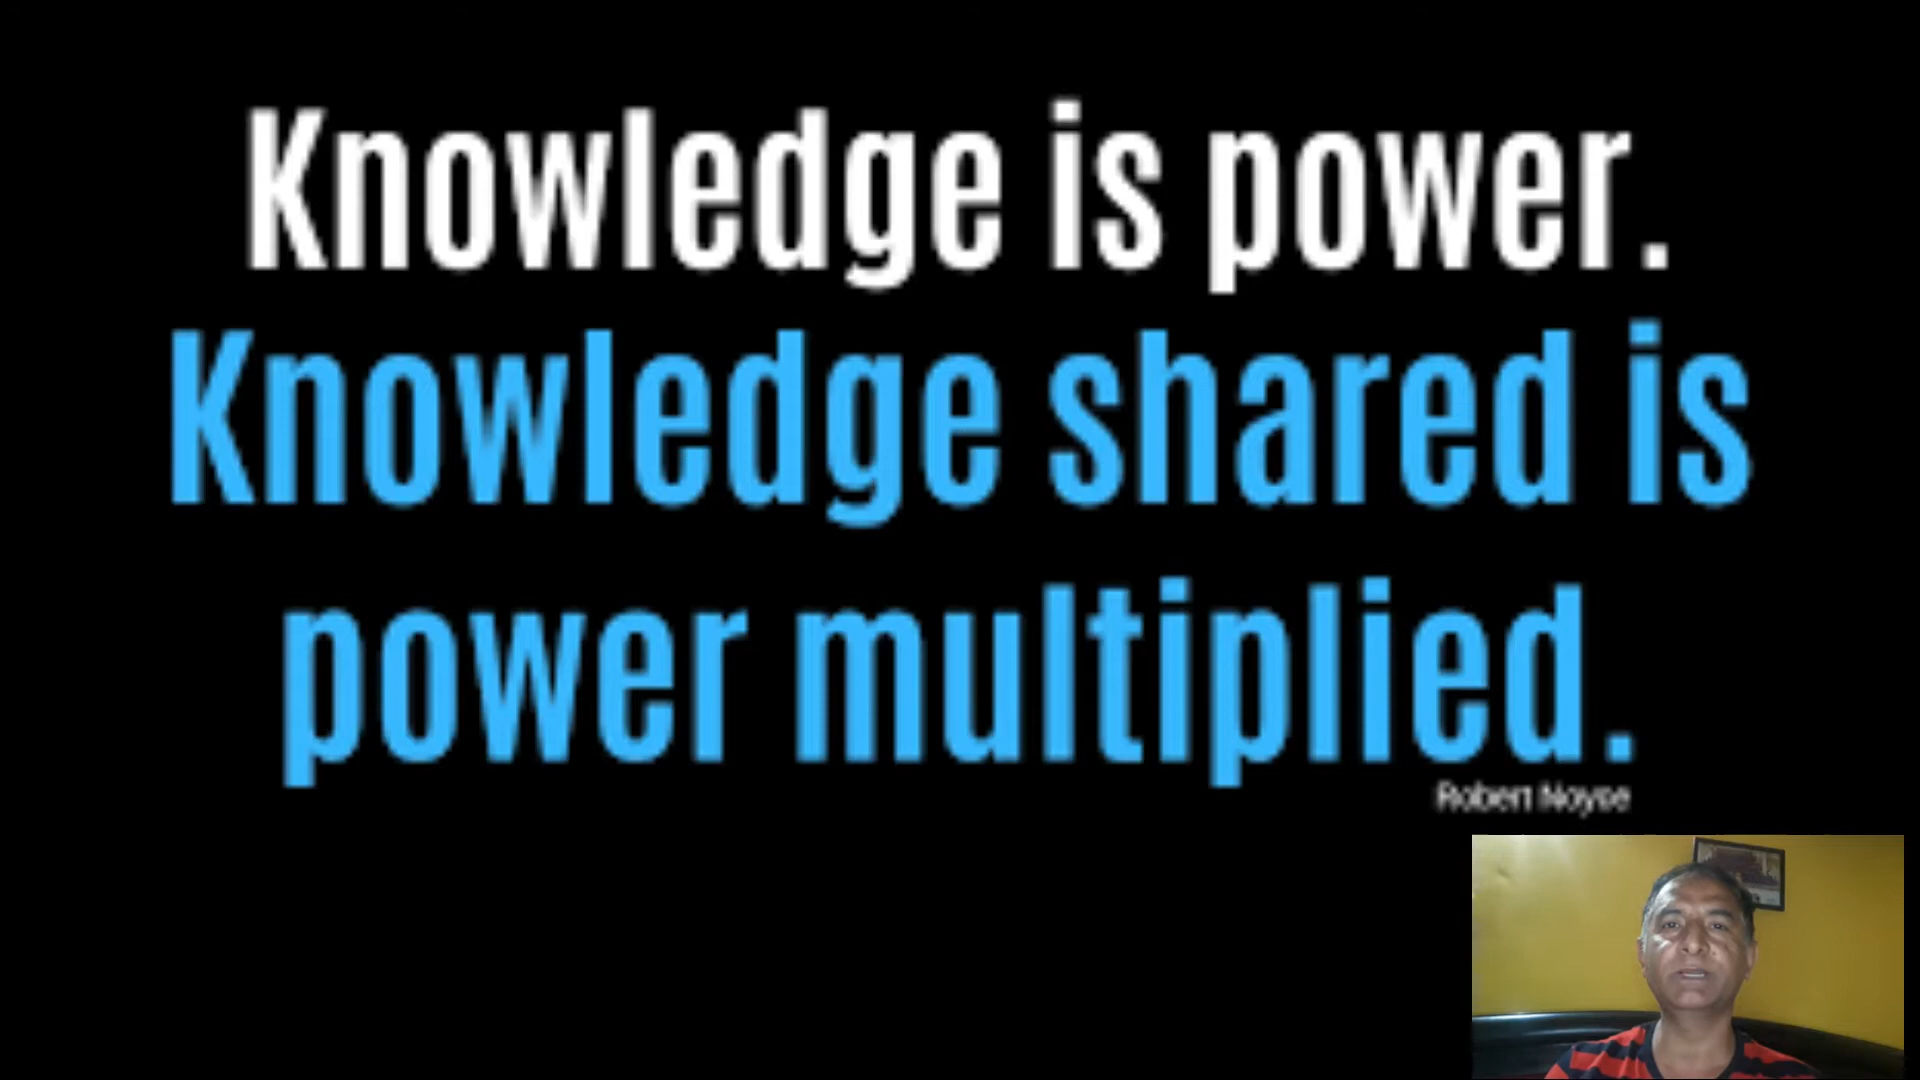 Knowledge is power.
Knowledge shared is
power multiplied.
Robert Noyce